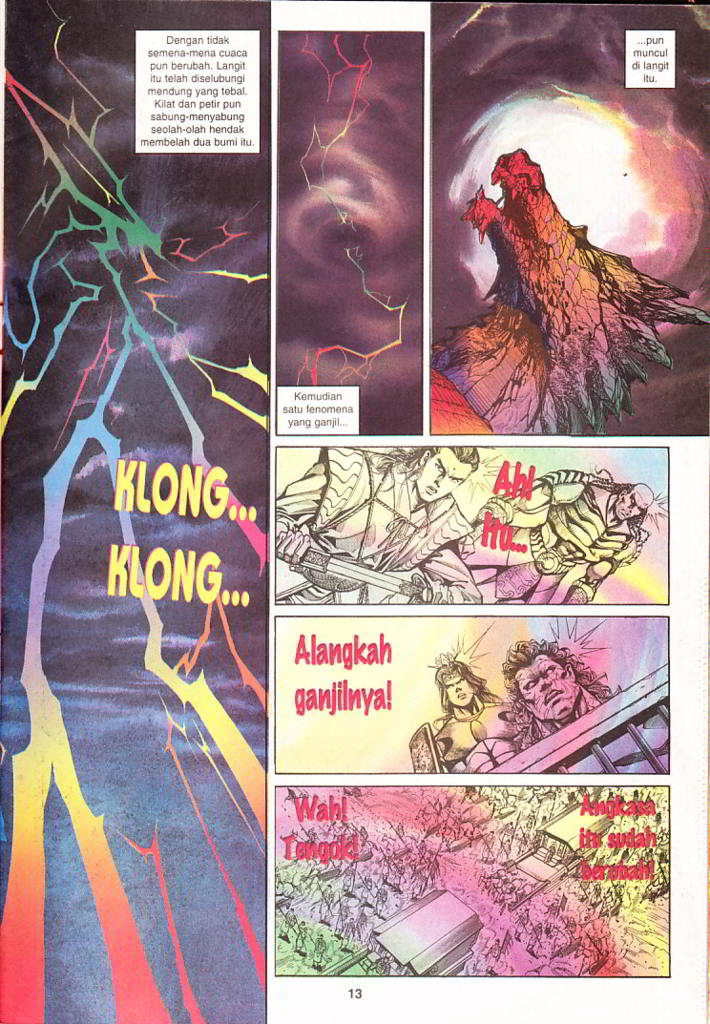 Dengan tidak
semena-mena cuaca
pun berubah. Langit
itu telah diselubungi
mendung yang tebal.
Kilat dan petir pun
sabung-menyabung
seolah-olah hendak
membelah dua bumi itu.
KLONG...
KLONG...
Kemudian
satu fenomena
yang ganjil...
...pun
muncul
di langit
itu.
Ah!
Itu...
Alangkah
ganjilnya!
Wah!
Tengok!
Angkasa
itu sudah
berubah!
13